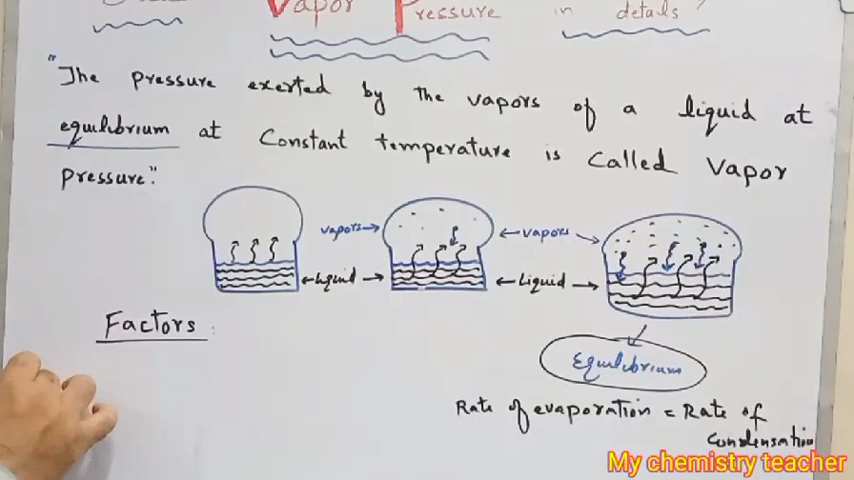 Vapor Pressure in details
"The pressure exerted by the vapors of a liquid at
equilibrium at Constant temperature is called Vapor
pressure."
vapors
vapors
Liquid
Liquid
Factors :
Equilibrium
Rate of evaporation = Rate of
Condensation
My chemistry teacher